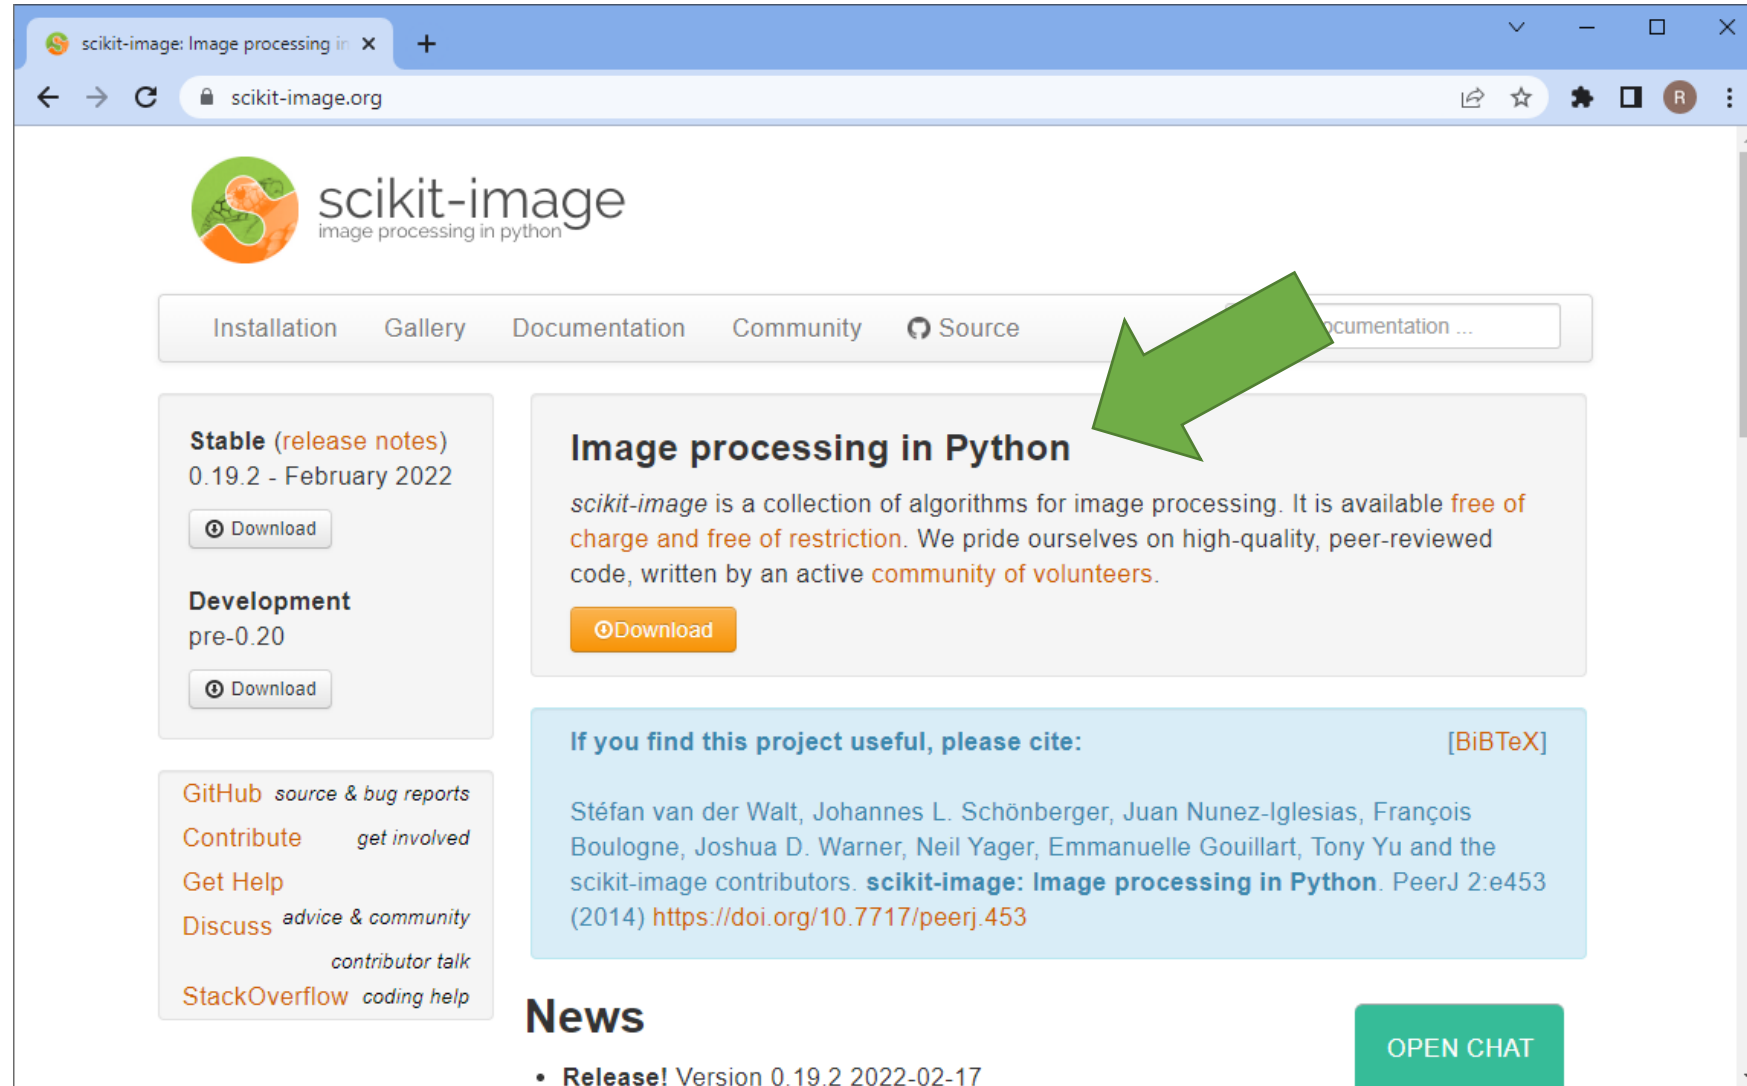 scikit-image: Image processing in
scikit-image.org
R
scikit-image
image processing in python
Installation Gallery Documentation Community Source
ocumentation ...
Stable (release notes)
0.19.2 - February 2022
Download
Development
pre-0.20
Download
GitHub source & bug reports
Contribute get involved
Get Help
Discuss advice & community
contributor talk
StackOverflow coding help
Image processing in Python
scikit-image is a collection of algorithms for image processing. It is available free of
charge and free of restriction. We pride ourselves on high-quality, peer-reviewed
code, written by an active community of volunteers.
Download
If you find this project useful, please cite: [BiBTeX]
Stéfan van der Walt, Johannes L. Schönberger, Juan Nunez-Iglesias, François
Boulogne, Joshua D. Warner, Neil Yager, Emmanuelle Gouillart, Tony Yu and the
scikit-image contributors. scikit-image: Image processing in Python. PeerJ 2:e453
(2014) https://doi.org/10.7717/peerj.453
News
• Release! Version 0.19.2 2022-02-17
OPEN CHAT